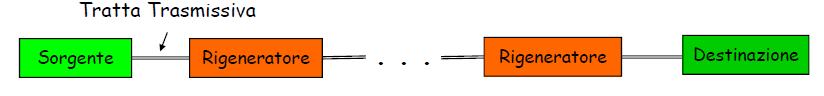 Tratta Trasmissiva
Sorgente
Rigeneratore
. . .
Rigeneratore
Destinazione